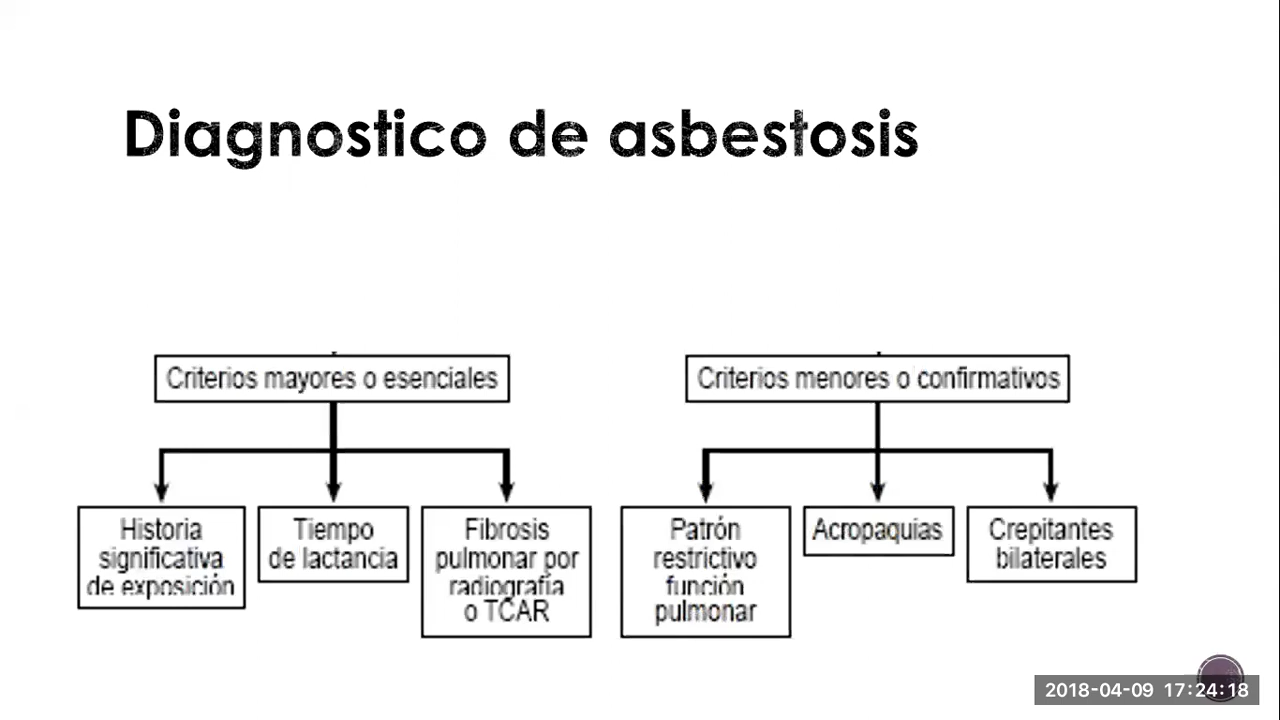 Diagnostico de asbestosis
Criterios mayores o esenciales
Historia
significativa
de exposición
Tiempo
de lactancia
Fibrosis
pulmonar por
radiografía
o TCAR
Criterios menores o confirmativos
Patrón
restrictivo
función
pulmonar
Acropaquias
Crepitantes
bilaterales
2018-04-09 17:24:18